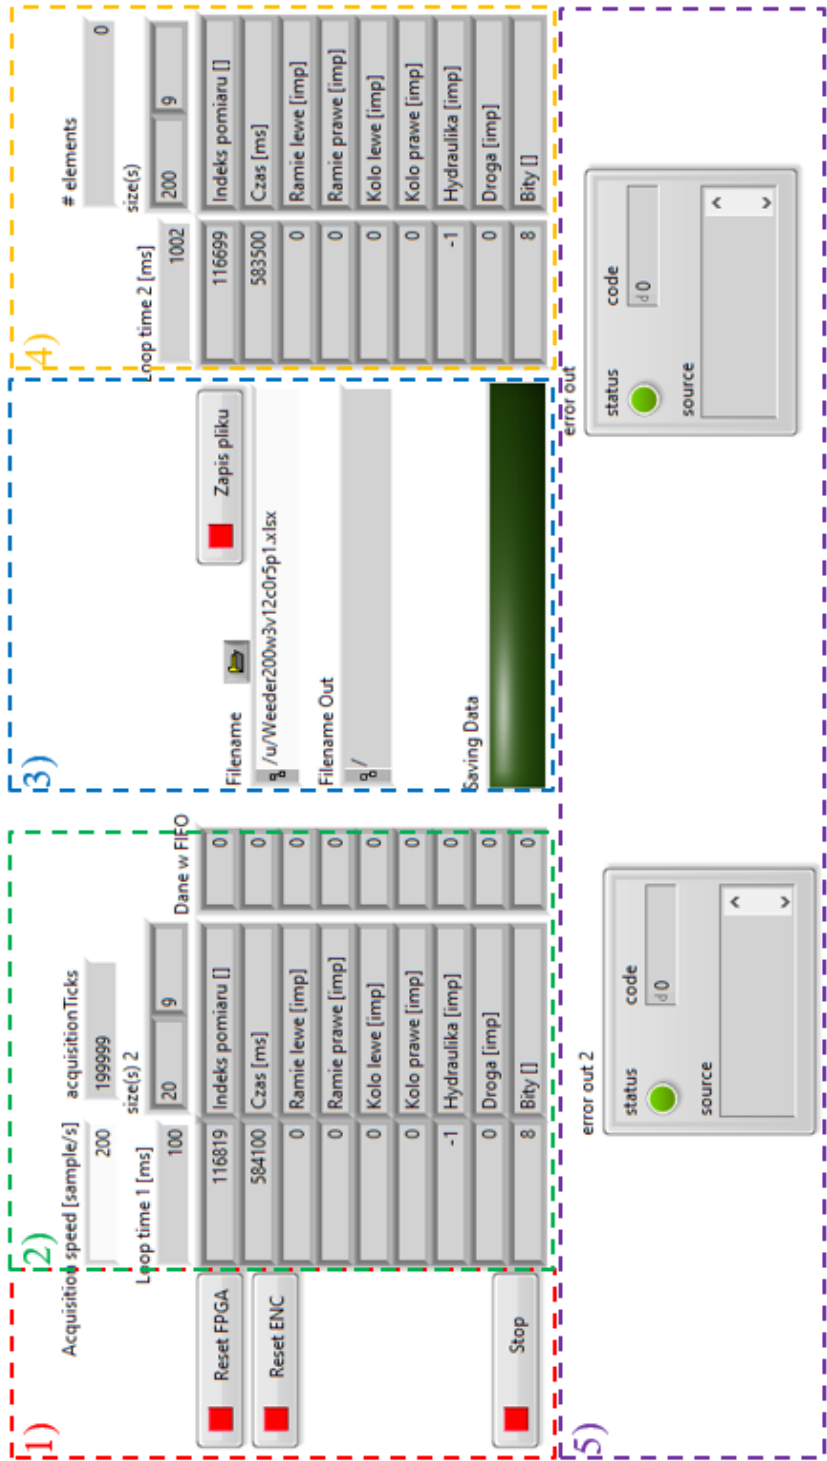 1)
Reset FPGA
Reset ENC
Stop
2)
Acquisition speed [sample/s]
200
acquisitionTicks
199999
Loop time 1 [ms]
100
size(s) 2
20 9
Dane w FIFO
116819 Indeks pomiaru [] 0
584100 Czas [ms] 0
0 Ramie lewe [imp] 0
0 Ramie prawe [imp] 0
0 Kolo lewe [imp] 0
0 Kolo prawe [imp] 0
-1 Hydraulika [imp] 0
0 Droga [imp] 0
8 Bity [] 0
3)
Filename
Zapis pliku
/u/Weeder200w3v12c0r5p1.xlsx
Filename Out
/
Saving Data
4)
# elements
0
Loop time 2 [ms]
1002
size(s)
200 9
116699 Indeks pomiaru []
583500 Czas [ms]
0 Ramie lewe [imp]
0 Ramie prawe [imp]
0 Kolo lewe [imp]
0 Kolo prawe [imp]
-1 Hydraulika [imp]
0 Droga [imp]
8 Bity []
5)
error out 2
status code
d 0
source
error out
status code
d 0
source